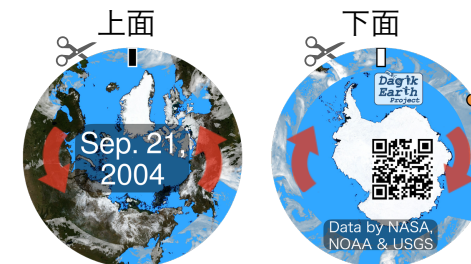 上面
下面
Sep. 21,
2004
Dagik
Earth
Project
Data by NASA,
NOAA & USGS